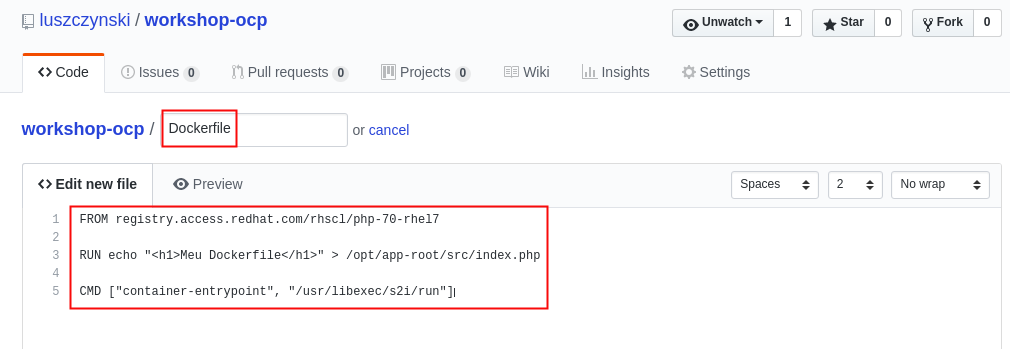 luszczynski / workshop-ocp
Unwatch 1 Star 0 Fork 0
Code Issues 0 Pull requests 0 Projects 0 Wiki Insights Settings
workshop-ocp / Dockerfile or cancel
Edit new file Preview Spaces 2 No wrap
1 FROM registry.access.redhat.com/rhscl/php-70-rhel7
2
3 RUN echo "<h1>Meu Dockerfile</h1>" > /opt/app-root/src/index.php
4
5 CMD ["container-entrypoint", "/usr/libexec/s2i/run"]